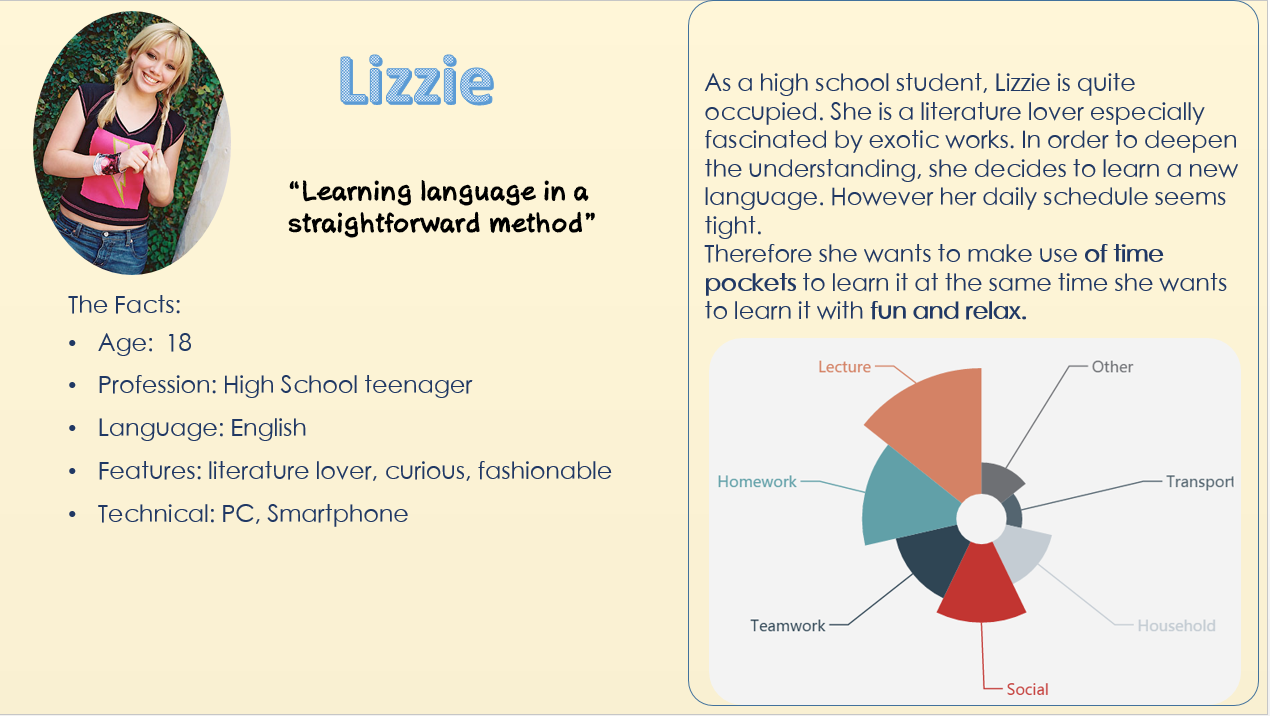 Lizzie
“Learning language in a
straightforward method”
The Facts:
• Age: 18
• Profession: High School teenager
• Language: English
• Features: literature lover, curious, fashionable
• Technical: PC, Smartphone
As a high school student, Lizzie is quite
occupied. She is a literature lover especially
fascinated by exotic works. In order to deepen
the understanding, she decides to learn a new
language. However her daily schedule seems
tight.
Therefore she wants to make use of time
pockets to learn it at the same time she wants
to learn it with fun and relax.
Lecture
Other
Homework
Transport
Teamwork
Household
Social